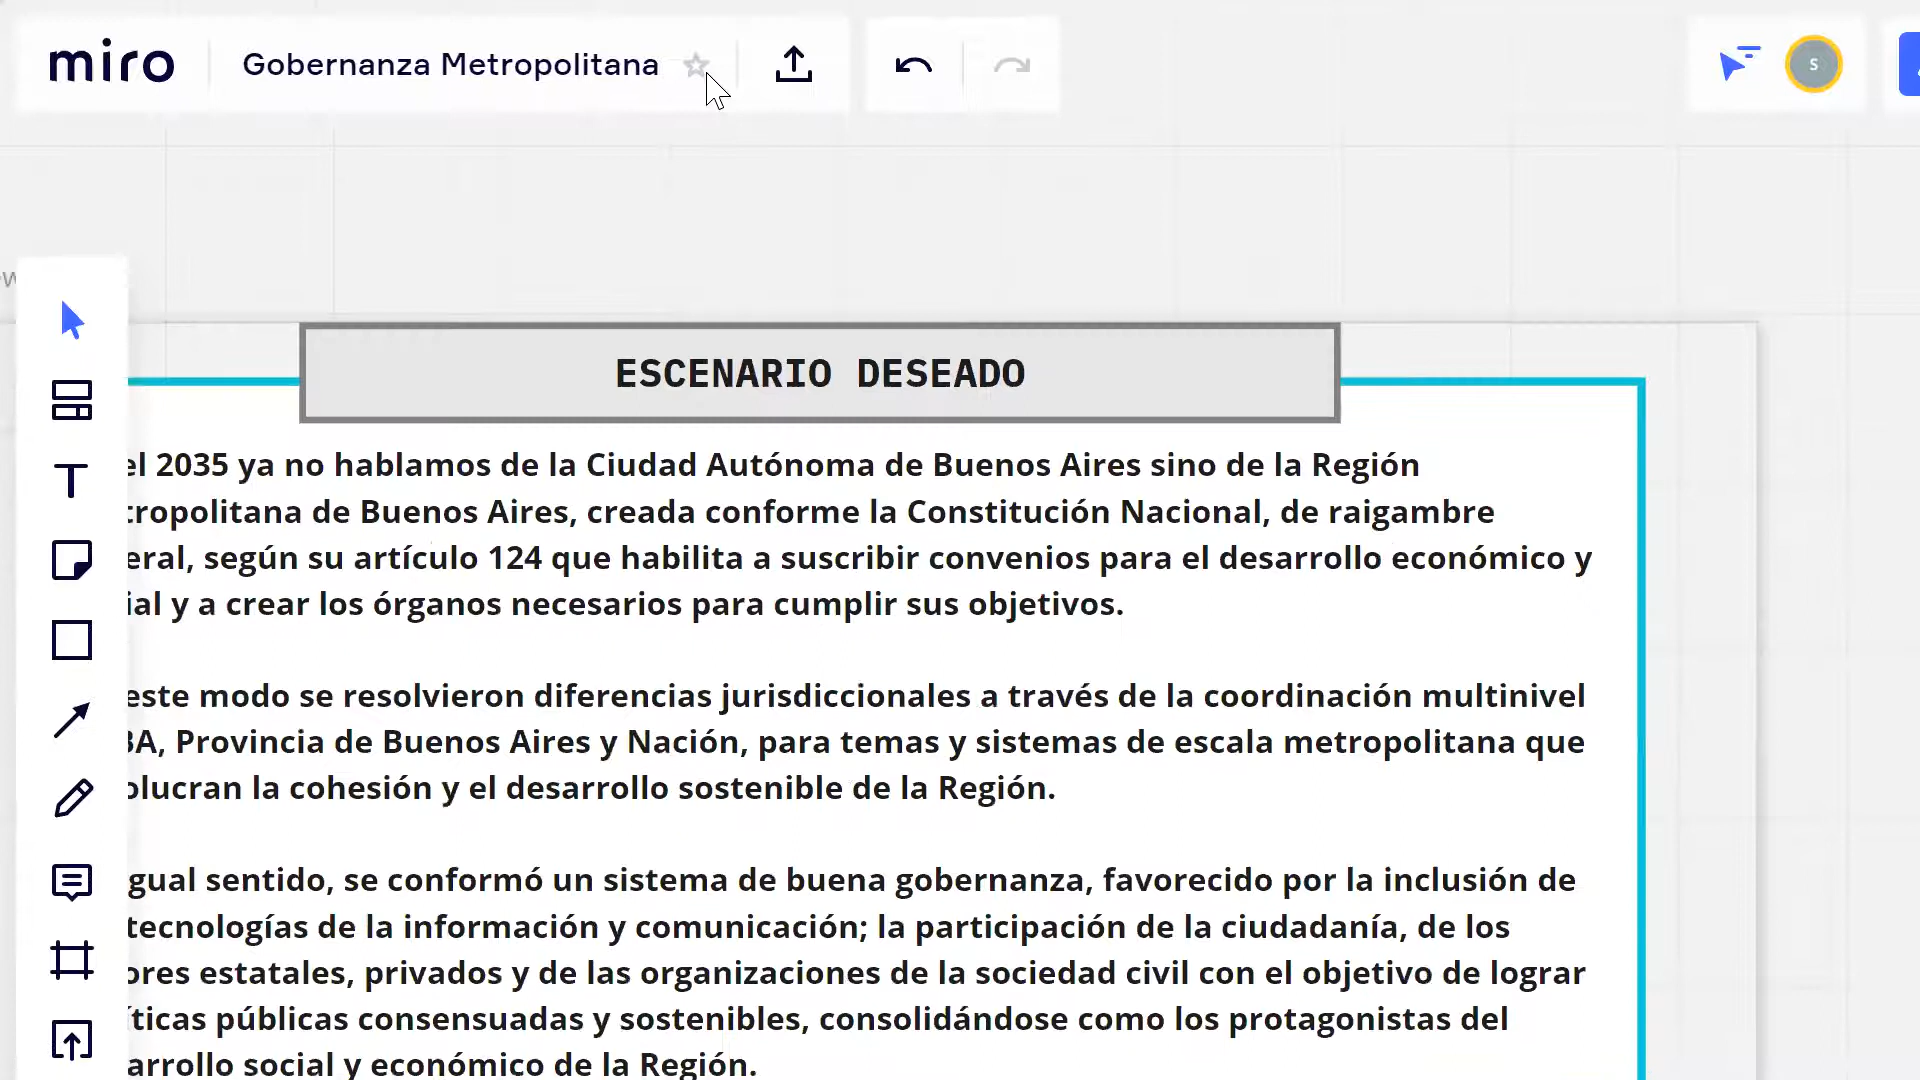 miro
Gobernanza Metropolitana
S
ESCENARIO DESEADO
el 2035 ya no hablamos de la Ciudad Autónoma de Buenos Aires sino de la Región
tropolitana de Buenos Aires, creada conforme la Constitución Nacional, de raigambre
eral, según su artículo 124 que habilita a suscribir convenios para el desarrollo económico y
ial y a crear los órganos necesarios para cumplir sus objetivos.
este modo se resolvieron diferencias jurisdiccionales a través de la coordinación multinivel
BA, Provincia de Buenos Aires y Nación, para temas y sistemas de escala metropolitana que
olucran la cohesión y el desarrollo sostenible de la Región.
gual sentido, se conformó un sistema de buena gobernanza, favorecido por la inclusión de
tecnologías de la información y comunicación; la participación de la ciudadanía, de los
ores estatales, privados y de las organizaciones de la sociedad civil con el objetivo de lograr
íticas públicas consensuadas y sostenibles, consolidándose como los protagonistas del
arrollo social y económico de la Región.